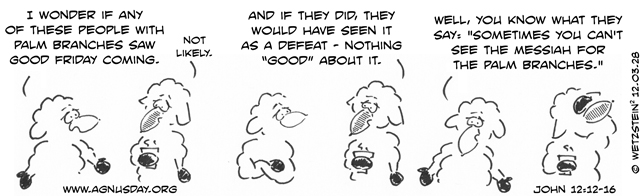 I WONDER IF ANY
OF THESE PEOPLE WITH
PALM BRANCHES SAW
GOOD FRIDAY COMING.
NOT
LIKELY.
AND IF THEY DID, THEY
WOULD HAVE SEEN IT
AS A DEFEAT - NOTHING
"GOOD" ABOUT IT.
WELL, YOU KNOW WHAT THEY
SAY: "SOMETIMES YOU CAN'T
SEE THE MESSIAH FOR
THE PALM BRANCHES."
WWW.AGNUSDAY.ORG
JOHN 12:12-16
© WETZSTEIN² 12.03.28